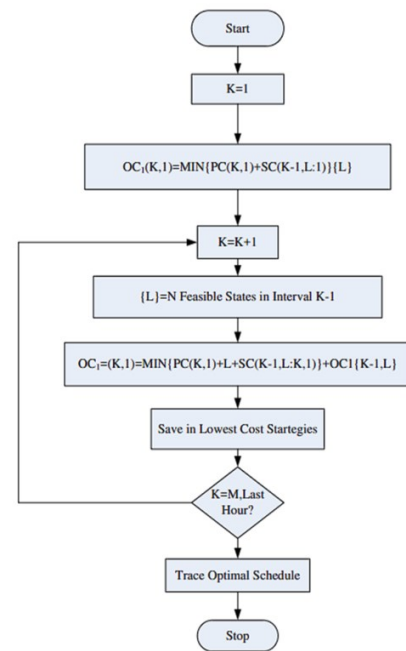 Start
K=1
OC₁(K,1)=MIN{PC(K,1)+SC(K-1,L:1)}{L}
K=K+1
{L}=N Feasible States in Interval K-1
OC₁=(K,1)=MIN{PC(K,1)+L+SC(K-1,L:K,1)}+OC1{K-1,L}
Save in Lowest Cost Startegies
K=M,Last
Hour?
Trace Optimal Schedule
Stop